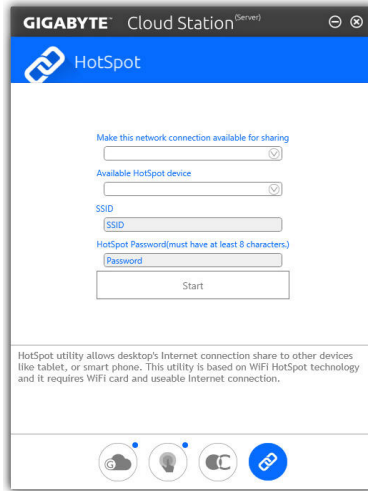 GIGABYTE™ Cloud Station (Server)
HotSpot
Make this network connection available for sharing
Available HotSpot device
SSID
SSID
HotSpot Password(must have at least 8 characters.)
Password
Start
HotSpot utility allows desktop's Internet connection share to other devices
like tablet, or smart phone. This utility is based on WiFi HotSpot technology
and it requires WiFi card and useable Internet connection.
G